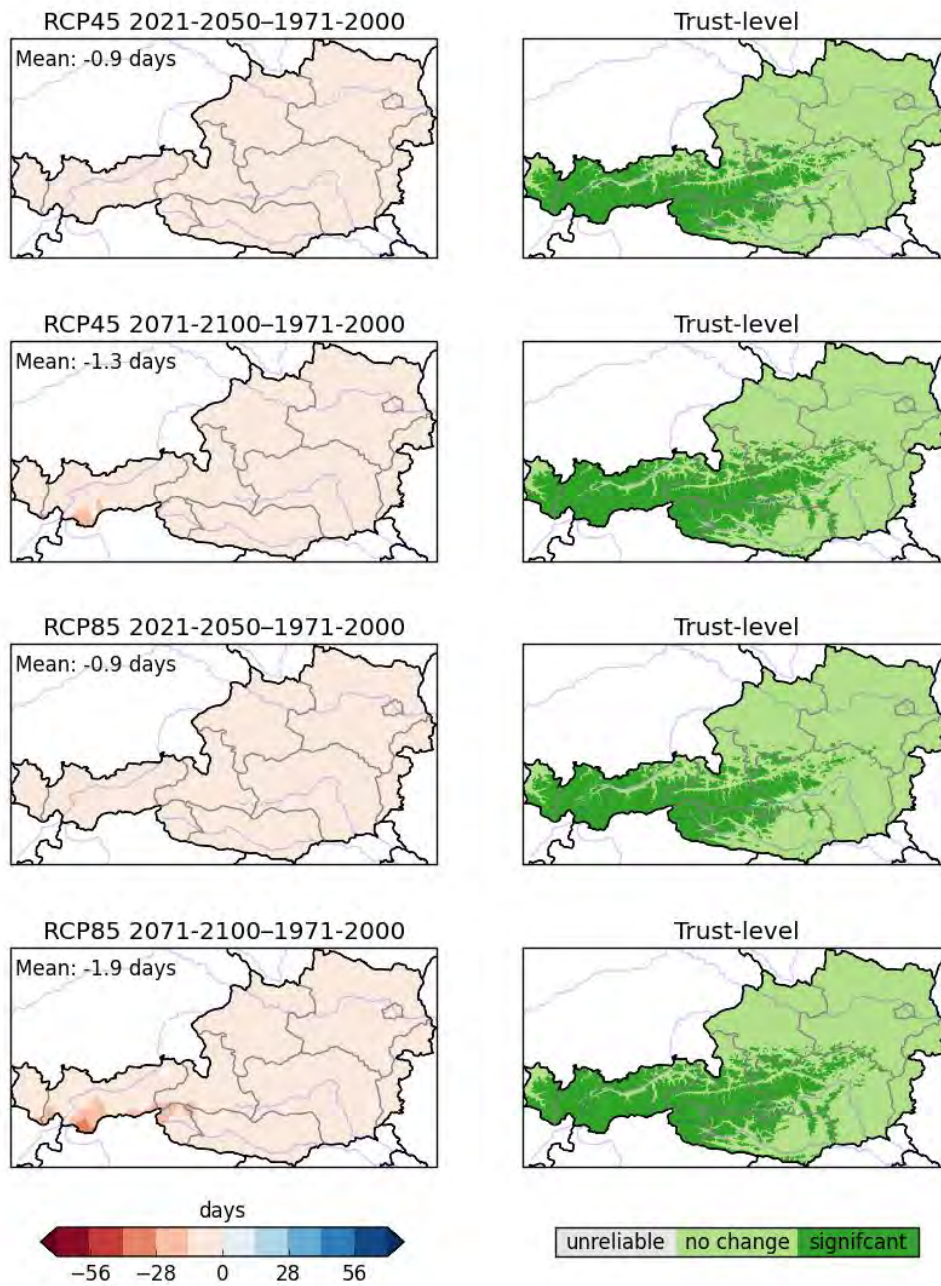 RCP45 2021-2050–1971-2000
Trust-level
Mean: -0.9 days
RCP45 2071-2100–1971-2000
Trust-level
Mean: -1.3 days
RCP85 2021-2050–1971-2000
Trust-level
Mean: -0.9 days
RCP85 2071-2100–1971-2000
Trust-level
Mean: -1.9 days
days
−56 −28 0 28 56
unreliable no change signifcant